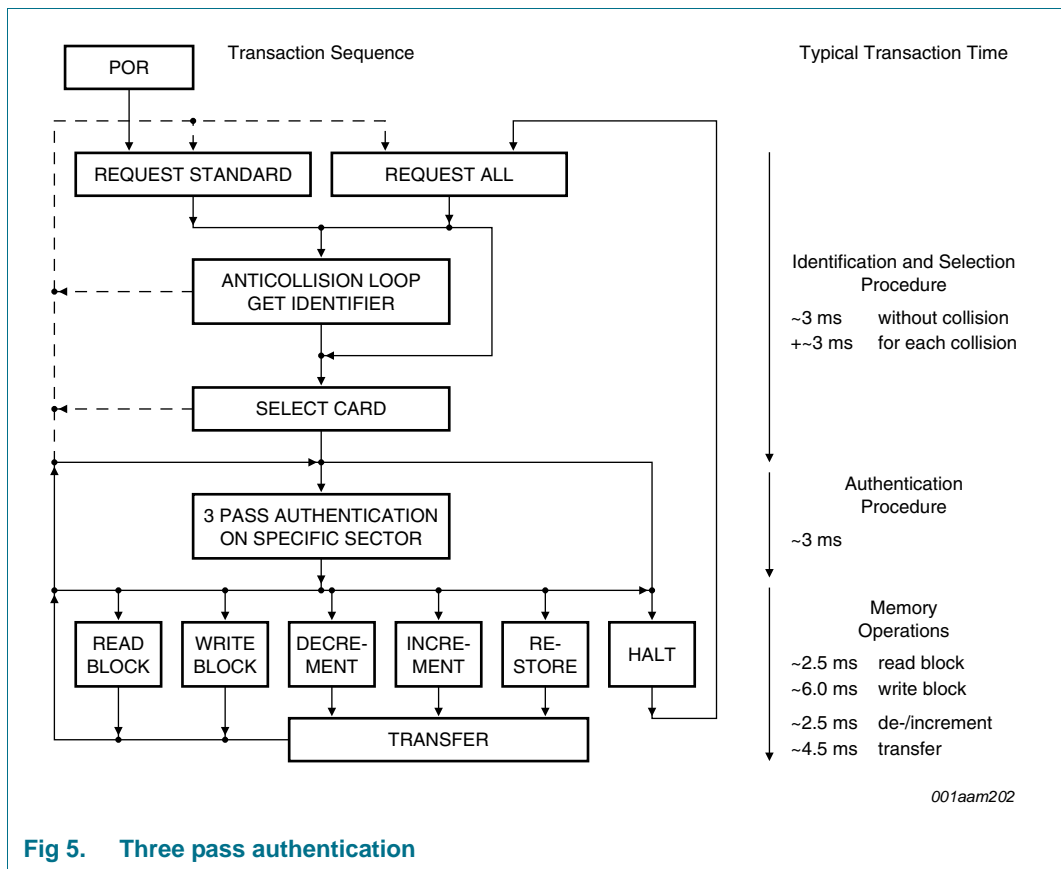 Transaction Sequence
Typical Transaction Time
POR
REQUEST STANDARD
REQUEST ALL
ANTICOLLISION LOOP
GET IDENTIFIER
Identification and Selection
Procedure
~3 ms without collision
+~3 ms for each collision
SELECT CARD
3 PASS AUTHENTICATION
ON SPECIFIC SECTOR
Authentication
Procedure
~3 ms
READ
BLOCK
WRITE
BLOCK
DECRE-
MENT
INCRE-
MENT
RE-
STORE
HALT
TRANSFER
Memory
Operations
~2.5 ms read block
~6.0 ms write block
~2.5 ms de-/increment
~4.5 ms transfer
001aam202
Fig 5. Three pass authentication